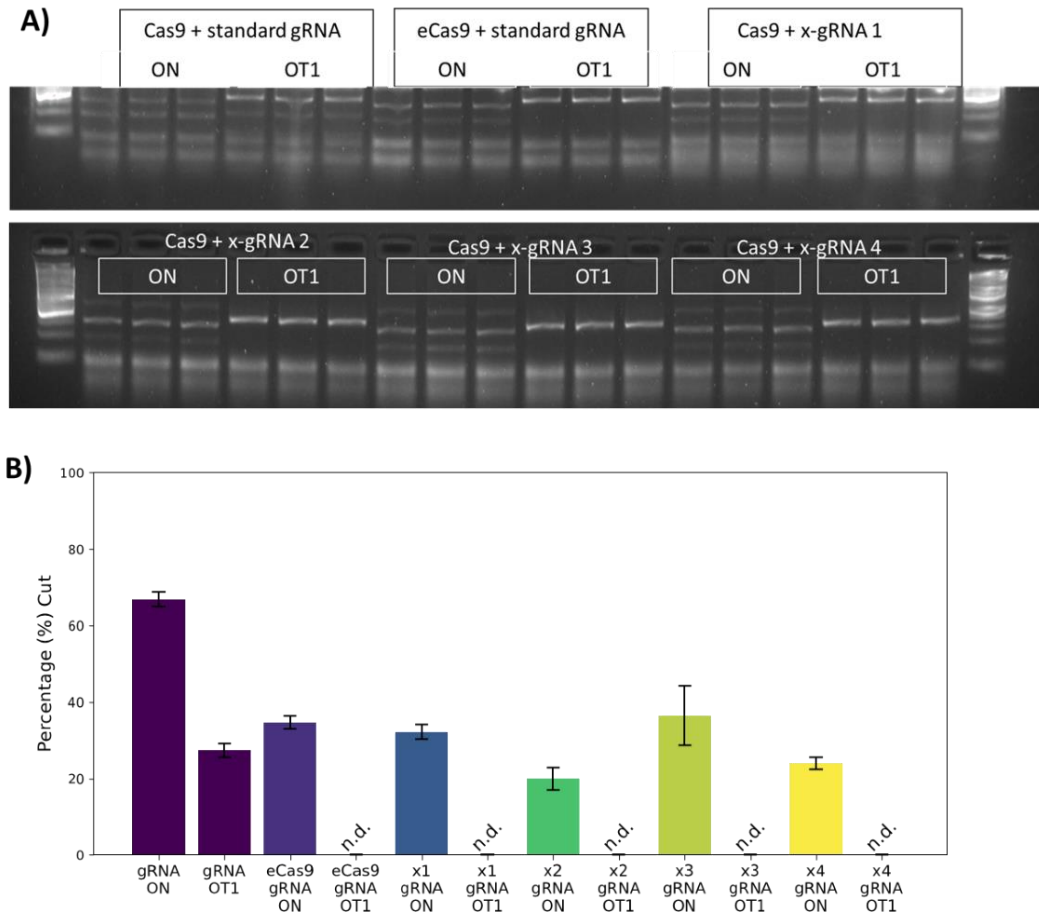 A)
Cas9 + standard gRNA
eCas9 + standard gRNA
Cas9 + x-gRNA 1
ON
OT1
ON
OT1
ON
OT1
Cas9 + x-gRNA 2
Cas9 + x-gRNA 3
Cas9 + x-gRNA 4
ON
OT1
ON
OT1
ON
OT1
B)
Percentage (%) Cut
100
80
60
40
20
0
n.d.
n.d.
n.d.
n.d.
n.d.
gRNA
ON
gRNA
OT1
eCas9
gRNA
ON
eCas9
gRNA
OT1
x1
gRNA
ON
x1
gRNA
OT1
x2
gRNA
ON
x2
gRNA
OT1
x3
gRNA
ON
x3
gRNA
OT1
x4
gRNA
ON
x4
gRNA
OT1